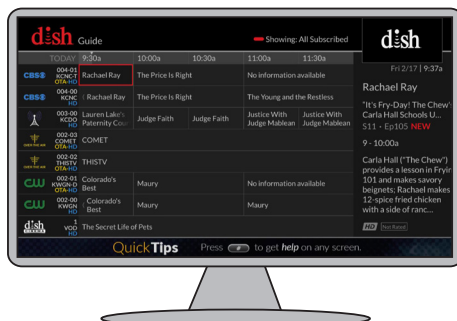 dish Guide
Showing: All Subscribed
dish
TODAY 9:30a 10:00a 10:30a 11:00a 11:30a
Fri 2/17 | 9:37a
CBS 004-01 KCNC-T OTA-HD Rachael Ray The Price Is Right No information available
CBS 004-00 KCNC HD Rachael Ray The Price Is Right The Young and the Restless
003-00 KCDO HD Lauren Lake's Paternity Cou Judge Faith Judge Faith Justice With Judge Mablean Justice With Judge Mablean
OVER THE AIR 002-03 COMET OTA-HD COMET
OVER THE AIR 002-02 THISTV OTA-HD THISTV
CW 002-01 KWGN-D OTA-HD Colorado's Best Maury No information available
CW 002-00 KWGN HD Colorado's Best Maury Maury
dish CINEMA 1 VOD HD The Secret Life of Pets
Rachael Ray
"It's Fry-Day! The Chew'
Carla Hall Schools U...
S11 - Ep105 NEW
9 - 10:00a
Carla Hall ("The Chew")
provides a lesson in Fryin
101 and makes savory
beignets; Rachael makes
12-spice fried chicken
with a side of ranc...
HD Not Rated
QuickTips Press to get help on any screen.